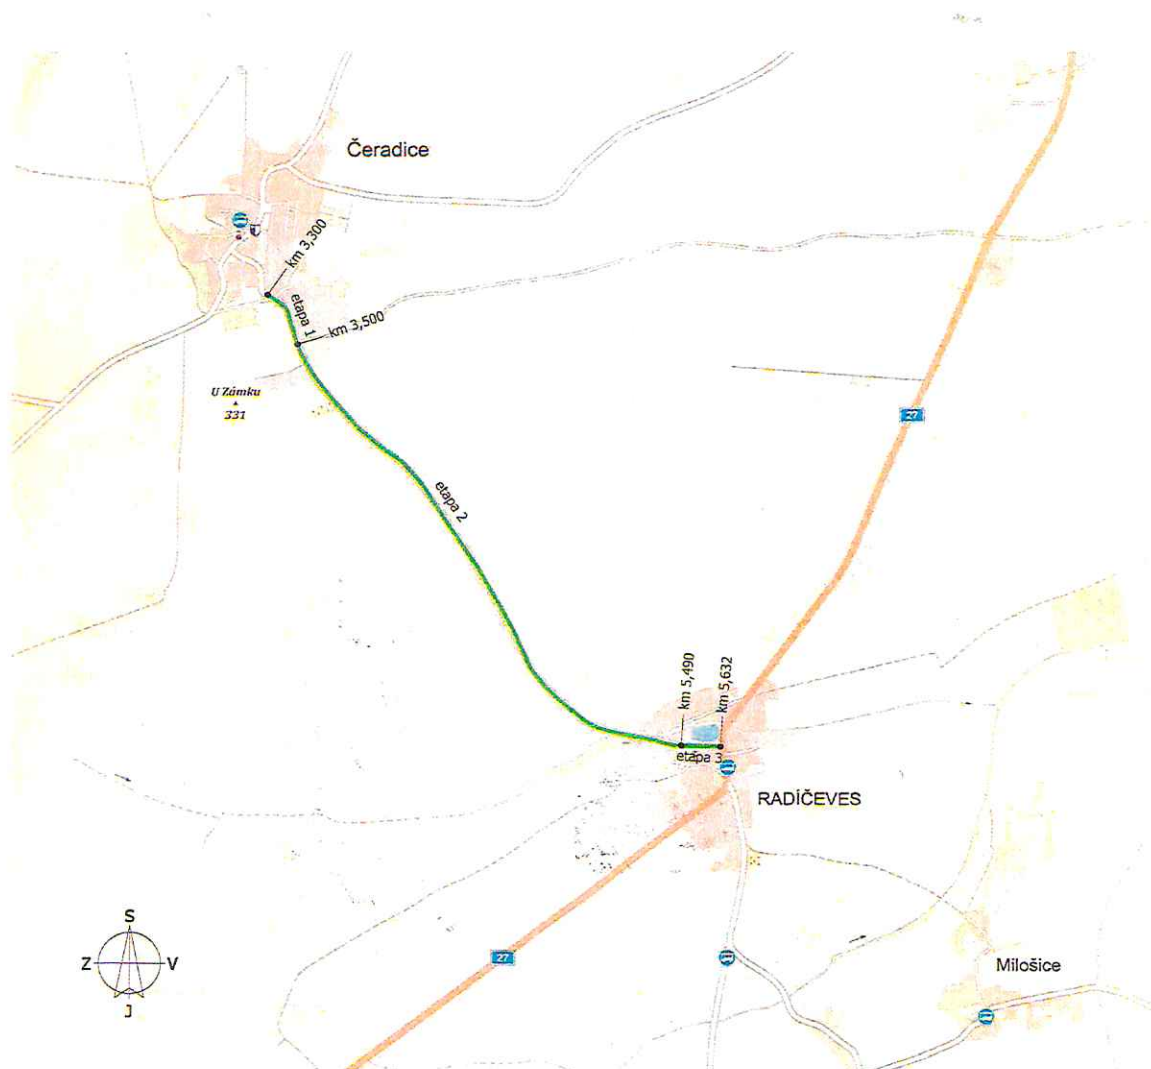 Čeradice
km 3,300
etapa 1
km 3,500
U Zámku
331
27
etapa 2
km 5,490
km 5,632
etapa 3
RADÍČEVES
S
Z
V
J
27
Milošice